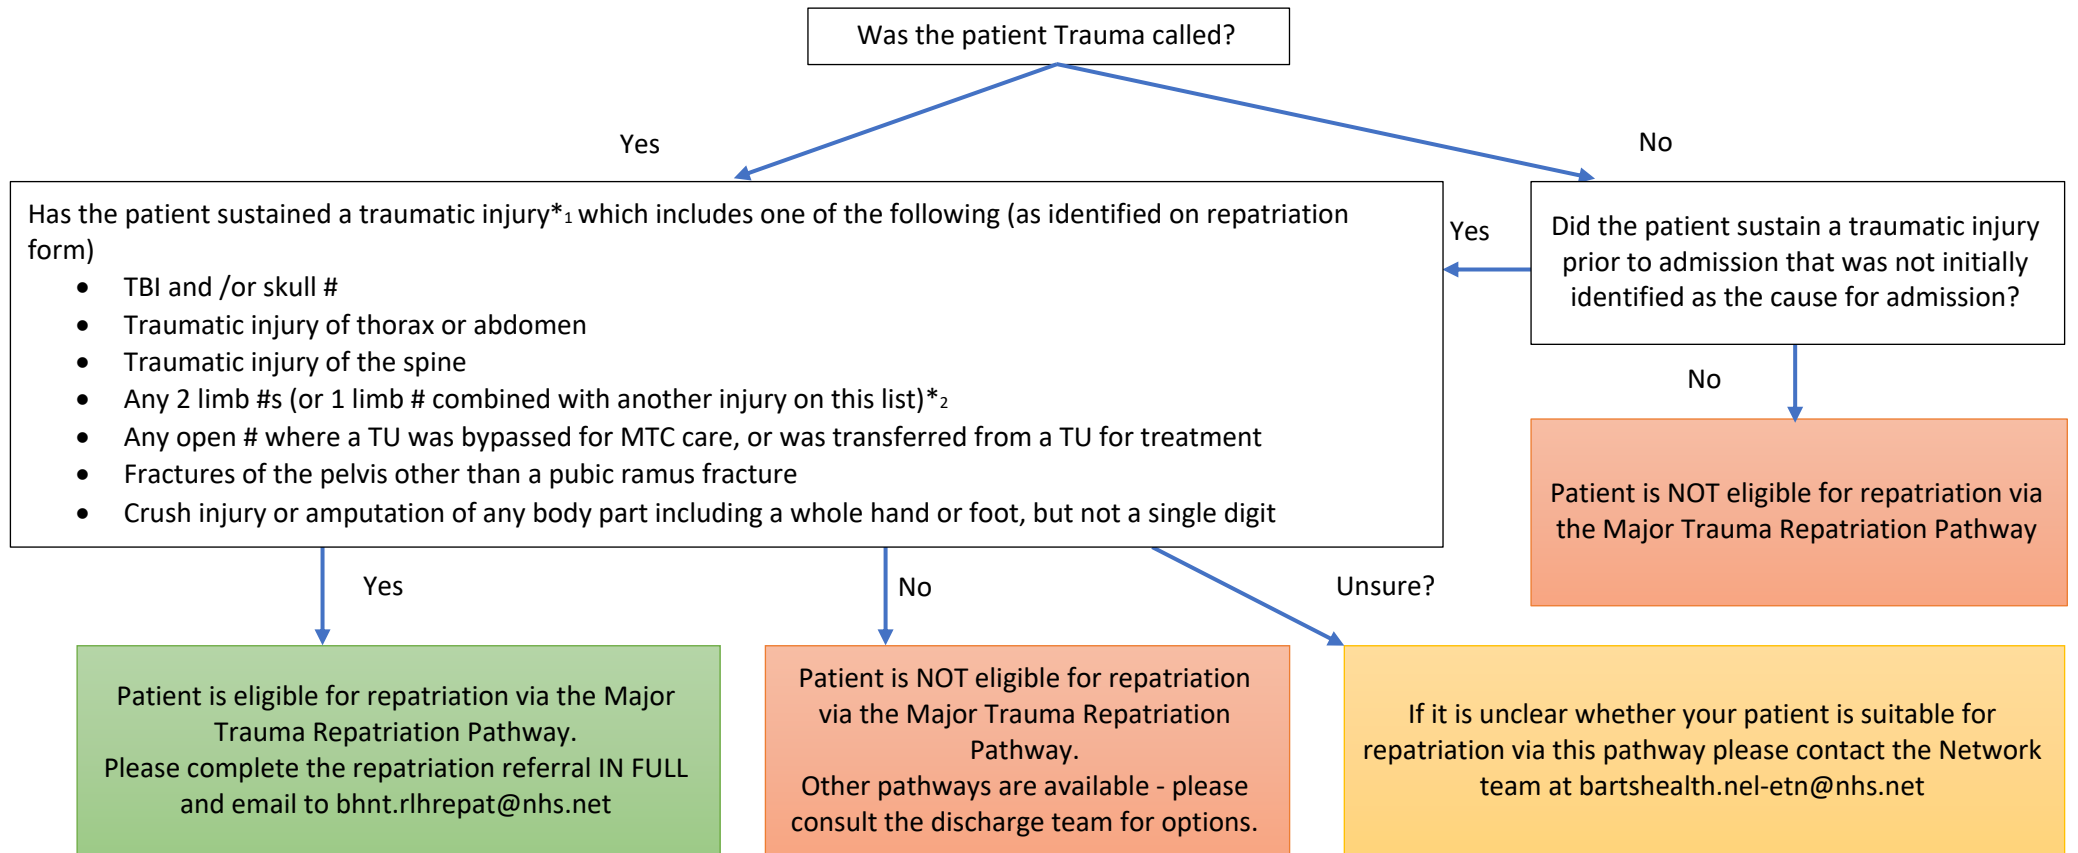 Was the patient Trauma called?
Yes
No
Has the patient sustained a traumatic injury*1 which includes one of the following (as identified on repatriation
form)
• TBI and /or skull #
• Traumatic injury of thorax or abdomen
• Traumatic injury of the spine
• Any 2 limb #s (or 1 limb # combined with another injury on this list)*2
• Any open # where a TU was bypassed for MTC care, or was transferred from a TU for treatment
• Fractures of the pelvis other than a pubic ramus fracture
• Crush injury or amputation of any body part including a whole hand or foot, but not a single digit
Yes
Did the patient sustain a traumatic injury
prior to admission that was not initially
identified as the cause for admission?
No
Patient is NOT eligible for repatriation via
the Major Trauma Repatriation Pathway
Yes
No
Unsure?
Patient is eligible for repatriation via the Major
Trauma Repatriation Pathway.
Please complete the repatriation referral IN FULL
and email to bhnt.rlhrepat@nhs.net
Patient is NOT eligible for repatriation
via the Major Trauma Repatriation
Pathway.
Other pathways are available - please
consult the discharge team for options.
If it is unclear whether your patient is suitable for
repatriation via this pathway please contact the Network
team at bartshealth.nel-etn@nhs.net